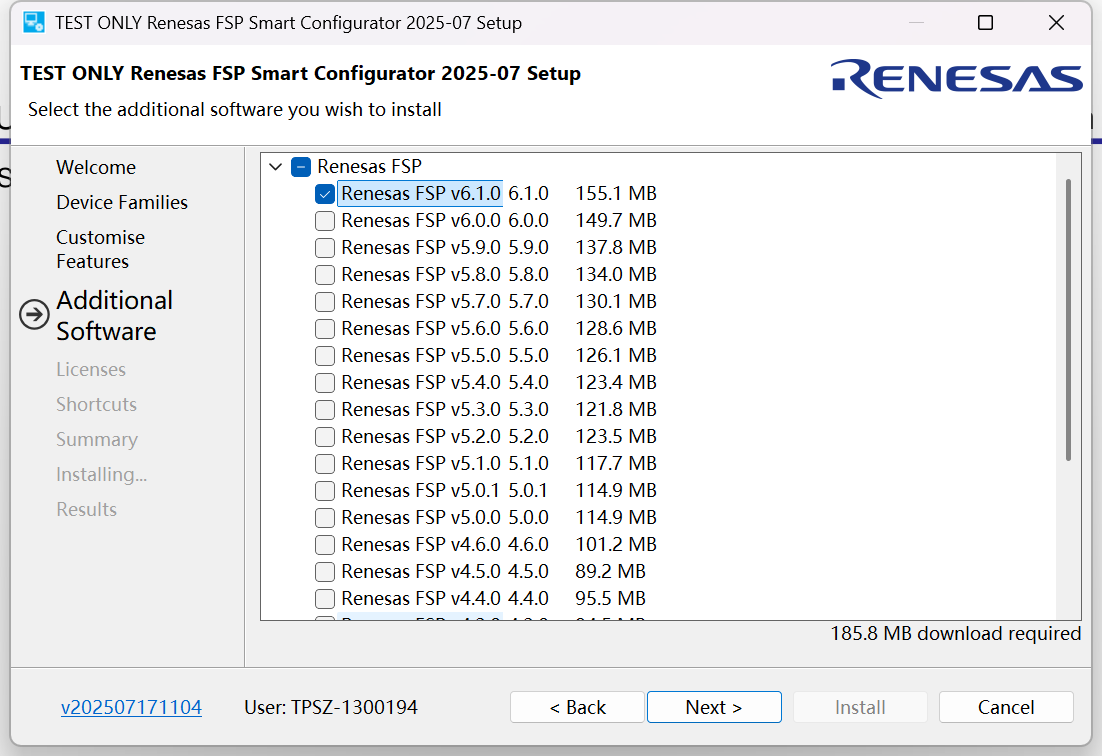 TEST ONLY Renesas FSP Smart Configurator 2025-07 Setup
TEST ONLY Renesas FSP Smart Configurator 2025-07 Setup
RENESAS
Select the additional software you wish to install
Welcome
Device Families
Customise
Features
Additional
Software
Licenses
Shortcuts
Summary
Installing...
Results
Renesas FSP
Renesas FSP v6.1.0 6.1.0 155.1 MB
Renesas FSP v6.0.0 6.0.0 149.7 MB
Renesas FSP v5.9.0 5.9.0 137.8 MB
Renesas FSP v5.8.0 5.8.0 134.0 MB
Renesas FSP v5.7.0 5.7.0 130.1 MB
Renesas FSP v5.6.0 5.6.0 128.6 MB
Renesas FSP v5.5.0 5.5.0 126.1 MB
Renesas FSP v5.4.0 5.4.0 123.4 MB
Renesas FSP v5.3.0 5.3.0 121.8 MB
Renesas FSP v5.2.0 5.2.0 123.5 MB
Renesas FSP v5.1.0 5.1.0 117.7 MB
Renesas FSP v5.0.1 5.0.1 114.9 MB
Renesas FSP v5.0.0 5.0.0 114.9 MB
Renesas FSP v4.6.0 4.6.0 101.2 MB
Renesas FSP v4.5.0 4.5.0 89.2 MB
Renesas FSP v4.4.0 4.4.0 95.5 MB
185.8 MB download required
v202507171104
User: TPSZ-1300194
< Back
Next >
Install
Cancel